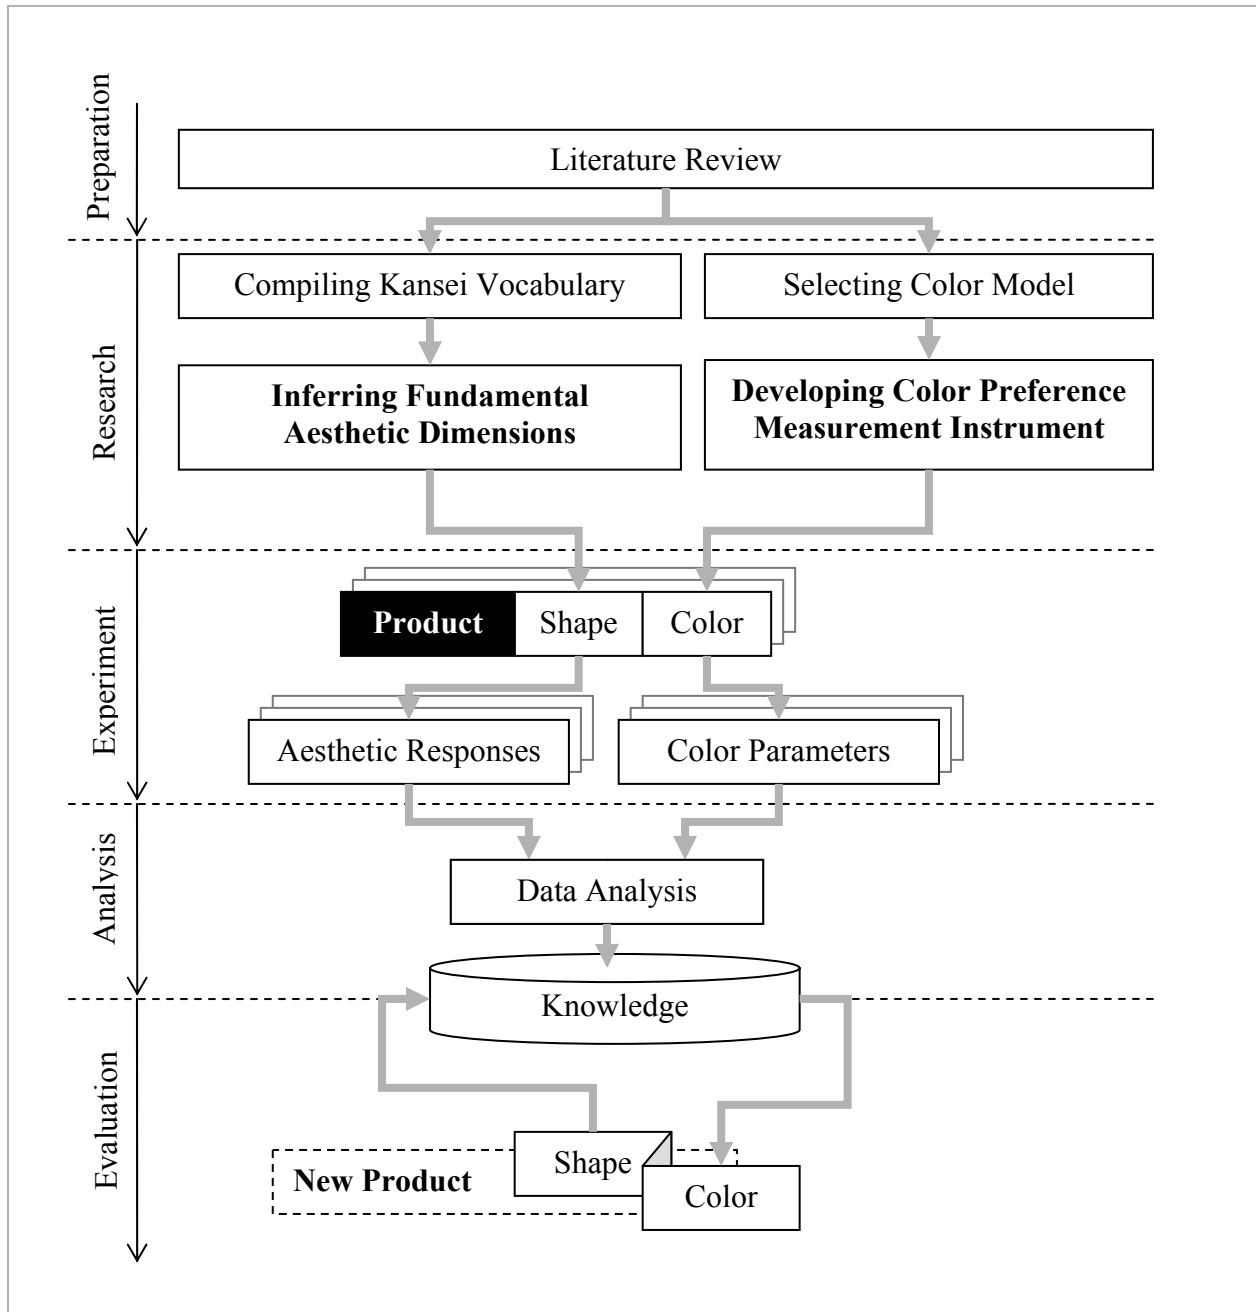 Preparation
Literature Review
Research
Compiling Kansei Vocabulary
Selecting Color Model
Inferring Fundamental
Aesthetic Dimensions
Developing Color Preference
Measurement Instrument
Experiment
Product
Shape
Color
Aesthetic Responses
Color Parameters
Analysis
Data Analysis
Knowledge
Evaluation
New Product
Shape
Color